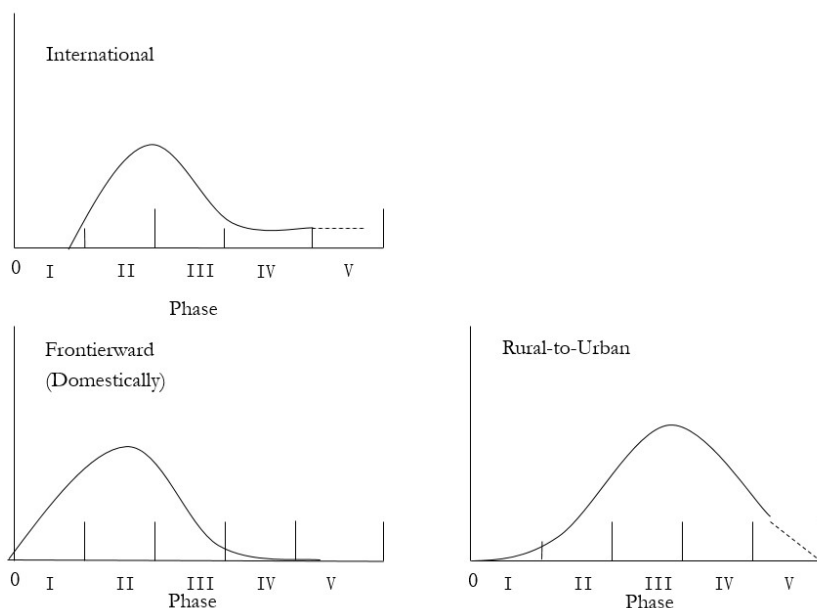 International
0 I II III IV V
Phase
Frontierward
(Domestically)
0 I II III IV V
Phase
Rural-to-Urban
0 I II III IV V
Phase